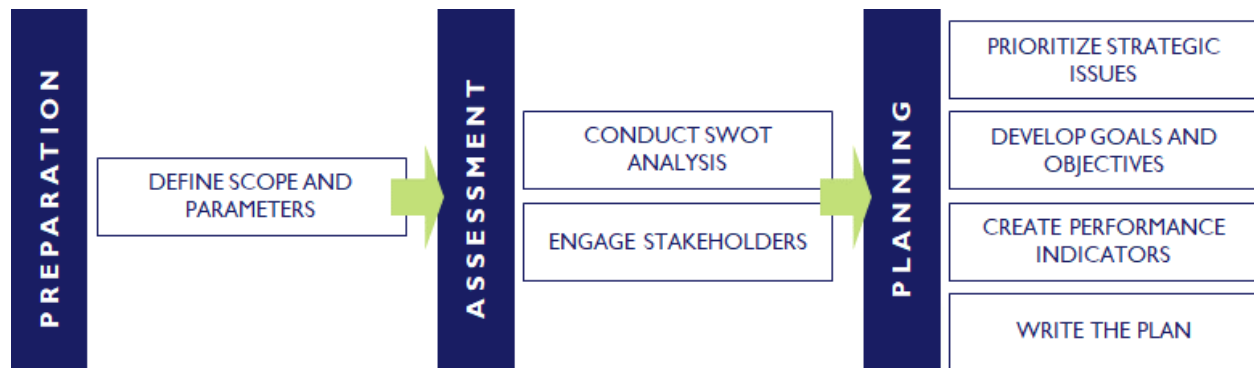 PREPARATION
DEFINE SCOPE AND
PARAMETERS
ASSESSMENT
CONDUCT SWOT
ANALYSIS
ENGAGE STAKEHOLDERS
PLANNING
PRIORITIZE STRATEGIC
ISSUES
DEVELOP GOALS AND
OBJECTIVES
CREATE PERFORMANCE
INDICATORS
WRITE THE PLAN